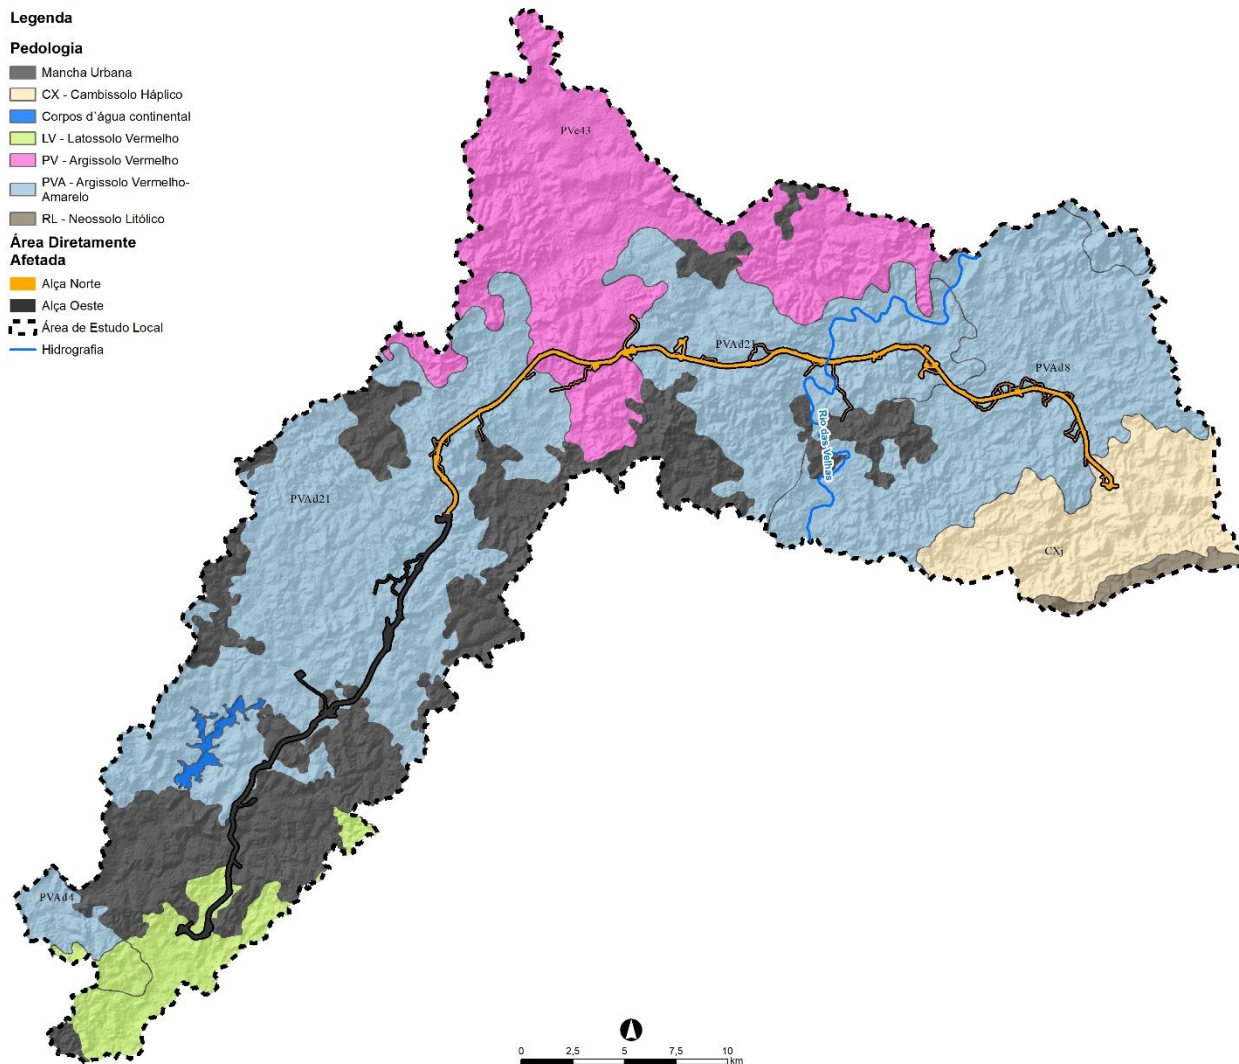 Legenda
Pedologia
Mancha Urbana
CX - Cambissolo Háplico
Corpos d`água continental
LV - Latossolo Vermelho
PV - Argissolo Vermelho
PVA - Argissolo Vermelho-
Amarelo
RL - Neossolo Litólico
Área Diretamente
Afetada
Alça Norte
Alça Oeste
Área de Estudo Local
Hidrografia
PVe43
PVAd21
PVAd8
Rio das Velhas
PVAd21
CXj
PVAd4
0 2,5 5 7,5 10
km